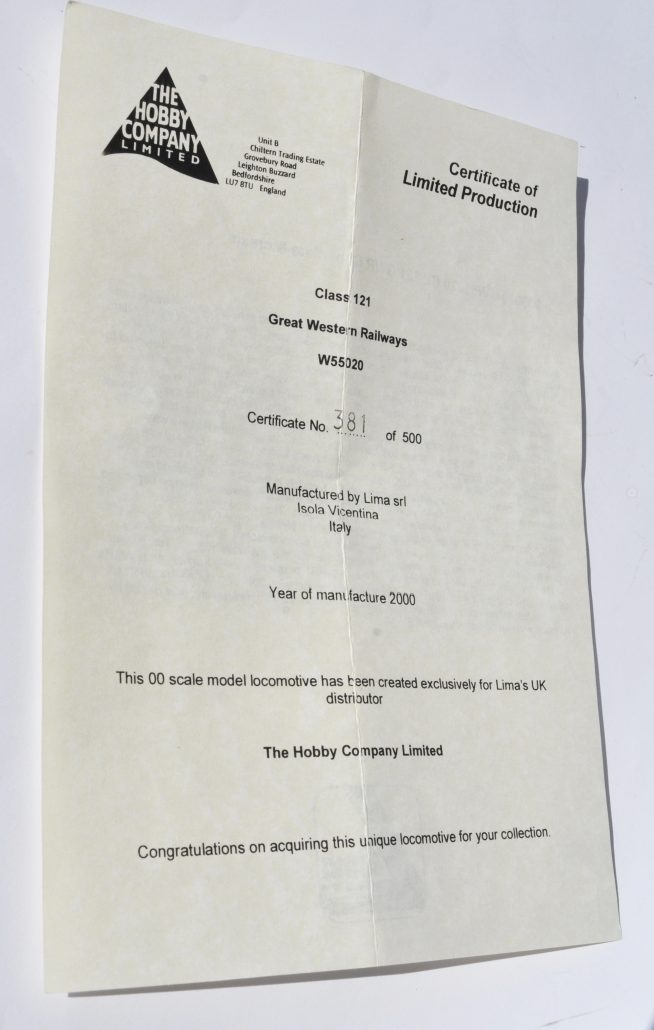 THE
HOBBY
COMPANY
LIMITED
Unit B
Chiltern Trading Estate
Grovebury Road
Leighton Buzzard
Bedfordshire
LU7 8TU England
Certificate of
Limited Production
Class 121
Great Western Railways
W55020
Certificate No. 381 of 500
Manufactured by Lima srl
Isola Vicentina
Italy
Year of manufacture 2000
This 00 scale model locomotive has been created exclusively for Lima's UK
distributor
The Hobby Company Limited
Congratulations on acquiring this unique locomotive for your collection.